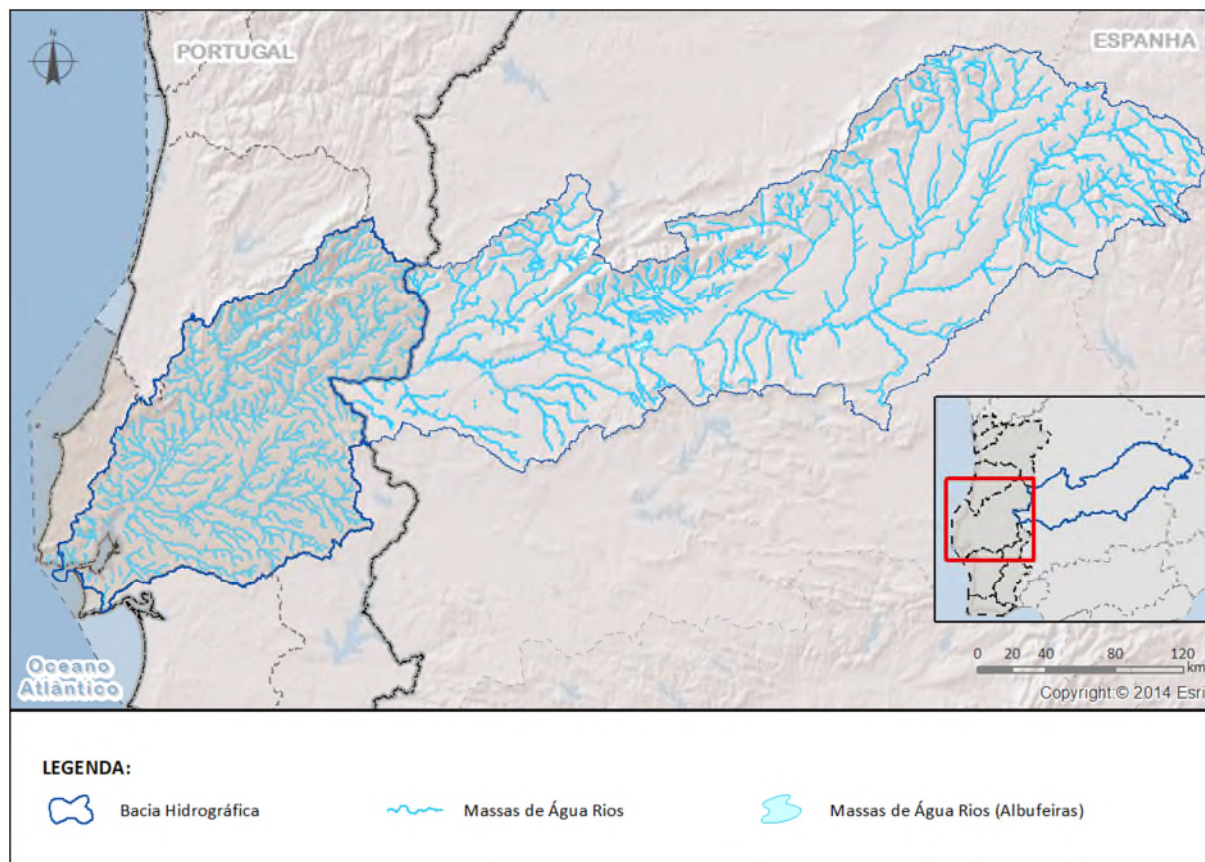 N
PORTUGAL
ESPANHA
Oceano
Atlântico
0 20 40 80 120
km
Copyright:© 2014 Esri
LEGENDA:
Bacia Hidrográfica
Massas de Água Rios
Massas de Água Rios (Albufeiras)